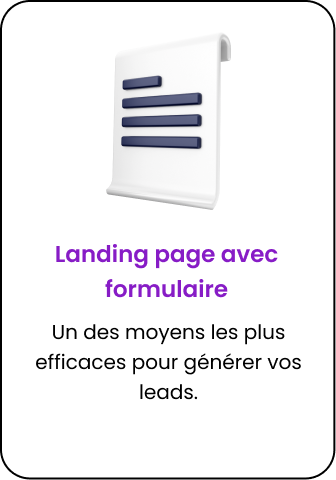 Landing page avec
formulaire
Un des moyens les plus
efficaces pour générer vos
leads.